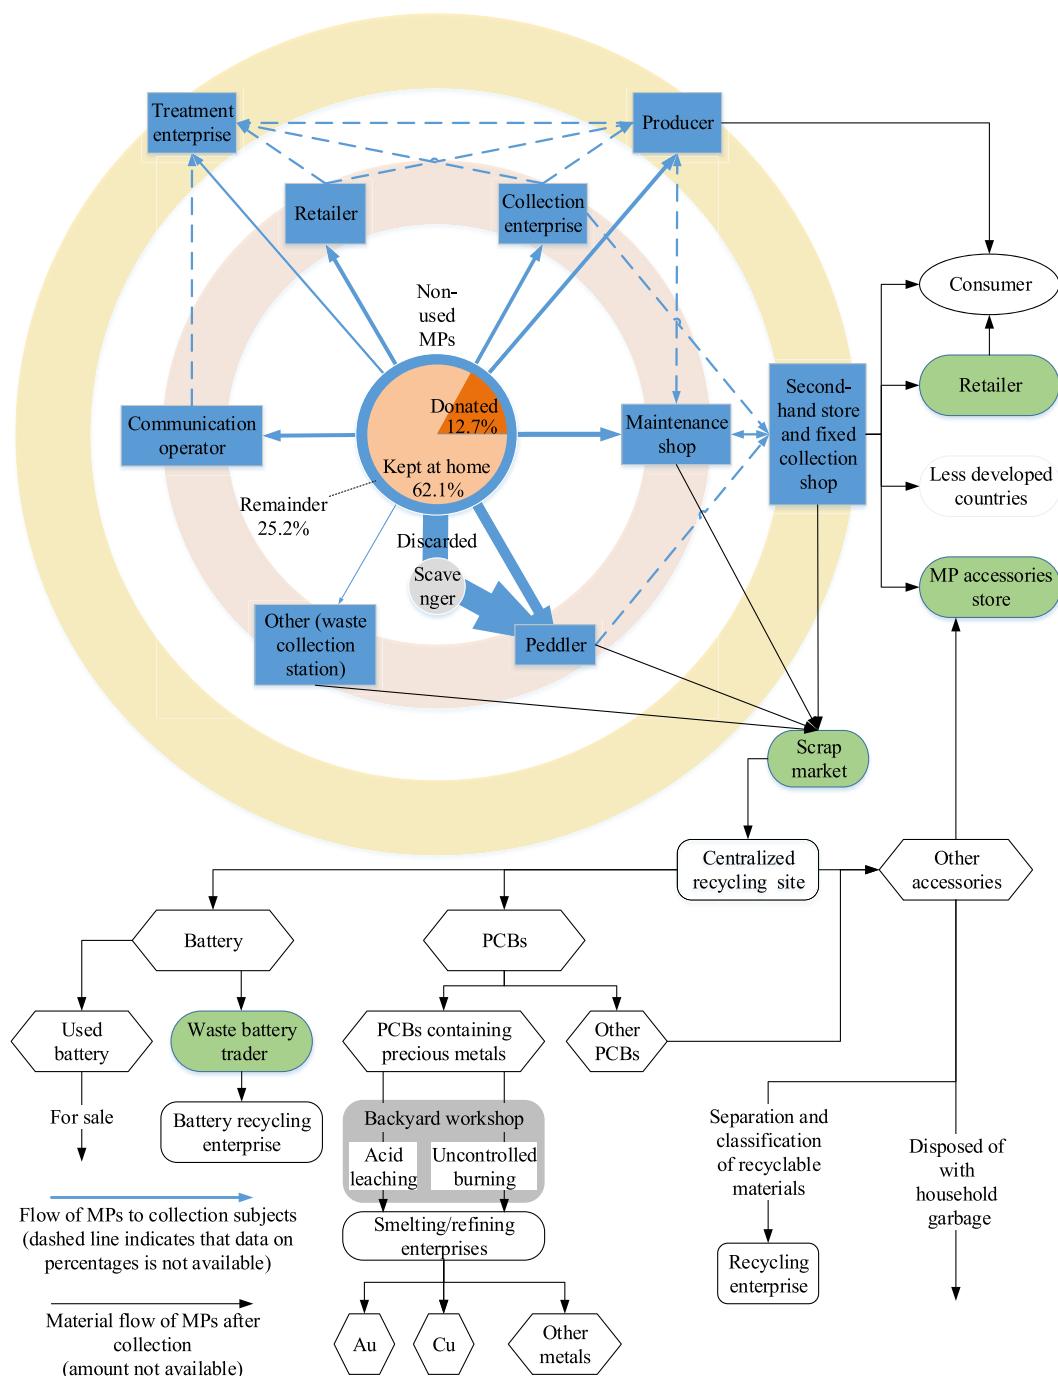 Treatment
enterprise
Producer
Retailer
Collection
enterprise
Non-
used
MPs
Consumer
Retailer
Donated
12.7%
Communication
operator
Maintenance
shop
Second-
hand store
and fixed
collection
shop
Kept at home
62.1%
Less developed
countries
Remainder
25.2%
Discarded
Scave
nger
MP accessories
store
Other (waste
collection
station)
Peddler
Scrap
market
Centralized
recycling site
Other
accessories
Battery
PCBs
Used
battery
Waste battery
trader
PCBs containing
precious metals
Other
PCBs
For sale
Battery recycling
enterprise
Backyard workshop
Acid
leaching
Uncontrolled
burning
Separation and
classification
of recyclable
materials
Disposed of
with
household
garbage
Flow of MPs to collection subjects
(dashed line indicates that data on
percentages is not available)
Smelting/refining
enterprises
Recycling
enterprise
Material flow of MPs after
collection
(amount not available)
Au
Cu
Other
metals